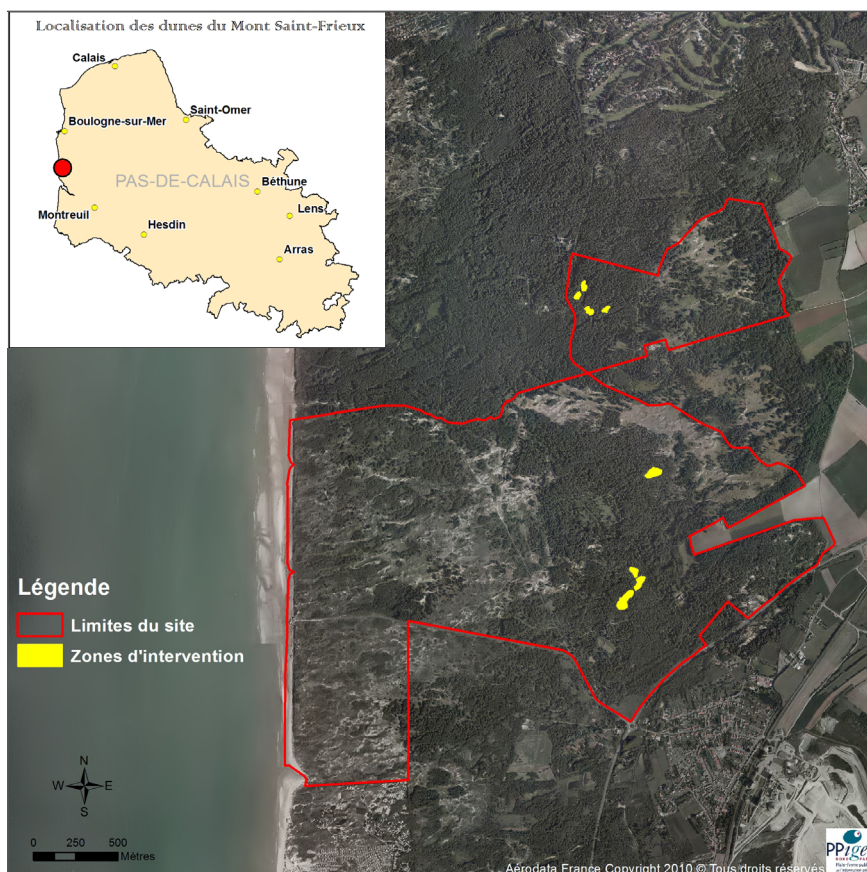 Localisation des dunes du Mont Saint-Frieux
Calais
Saint-Omer
Boulogne-sur-Mer
PAS-DE-CALAIS
Béthune
Montreuil
Lens
Hesdin
Arras
Légende
Limites du site
Zones d'intervention
N
W E
S
0 250 500
Mètres
Aérodata France Copyright 2010 © Tous droits réservés
PPige